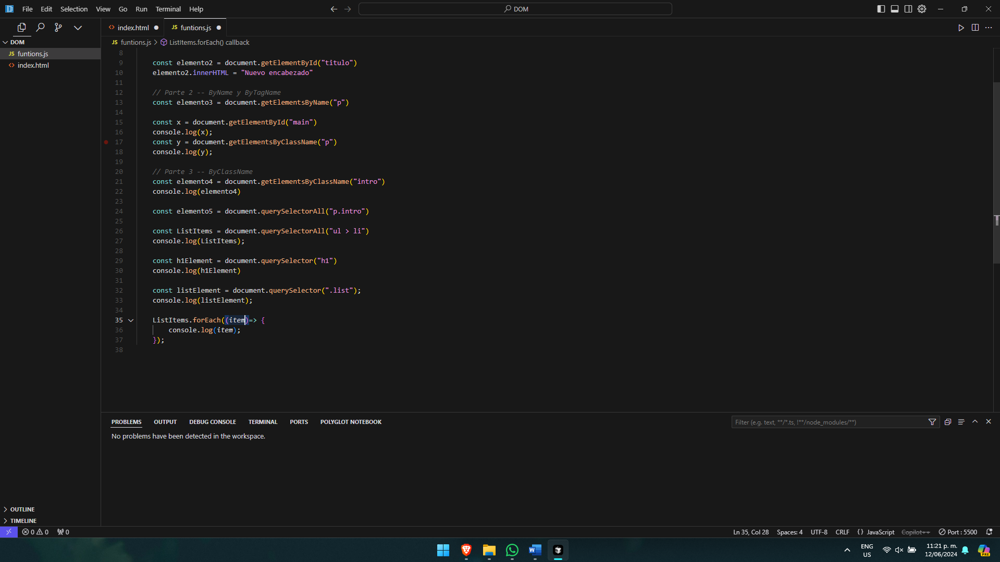 File Edit Selection View Go Run Terminal Help
DOM
index.html
JS funtions.js
DOM
JS funtions.js
index.html
JS funtions.js > ListItems.forEach() callback
8
9 const elemento2 = document.getElementById("titulo")
10 elemento2.innerHTML = "Nuevo encabezado"
11
12 // Parte 2 -- ByName y ByTagName
13 const elemento3 = document.getElementsByName("p")
14
15 const x = document.getElementById("main")
16 console.log(x);
17 const y = document.getElementsByClassName("p")
18 console.log(y);
19
20 // Parte 3 -- ByClassName
21 const elemento4 = document.getElementsByClassName("intro")
22 console.log(elemento4)
23
24 const elemento5 = document.querySelectorAll("p.intro")
25
26 const ListItems = document.querySelectorAll("ul > li")
27 console.log(ListItems);
28
29 const h1Element = document.querySelector("h1")
30 console.log(h1Element)
31
32 const listElement = document.querySelector(".list");
33 console.log(listElement);
34
35 ListItems.forEach((item)=> {
36 console.log(item);
37 });
38
PROBLEMS OUTPUT DEBUG CONSOLE TERMINAL PORTS POLYGLOT NOTEBOOK
Filter (e.g. text, **/*.ts, !**/node_modules/**)
No problems have been detected in the workspace.
OUTLINE
TIMELINE
0 0 0
Ln 35, Col 28 Spaces: 4 UTF-8 CRLF {} JavaScript Copilot++ Port : 5500
ENG
US
11:21 p. m.
12/06/2024
PRE